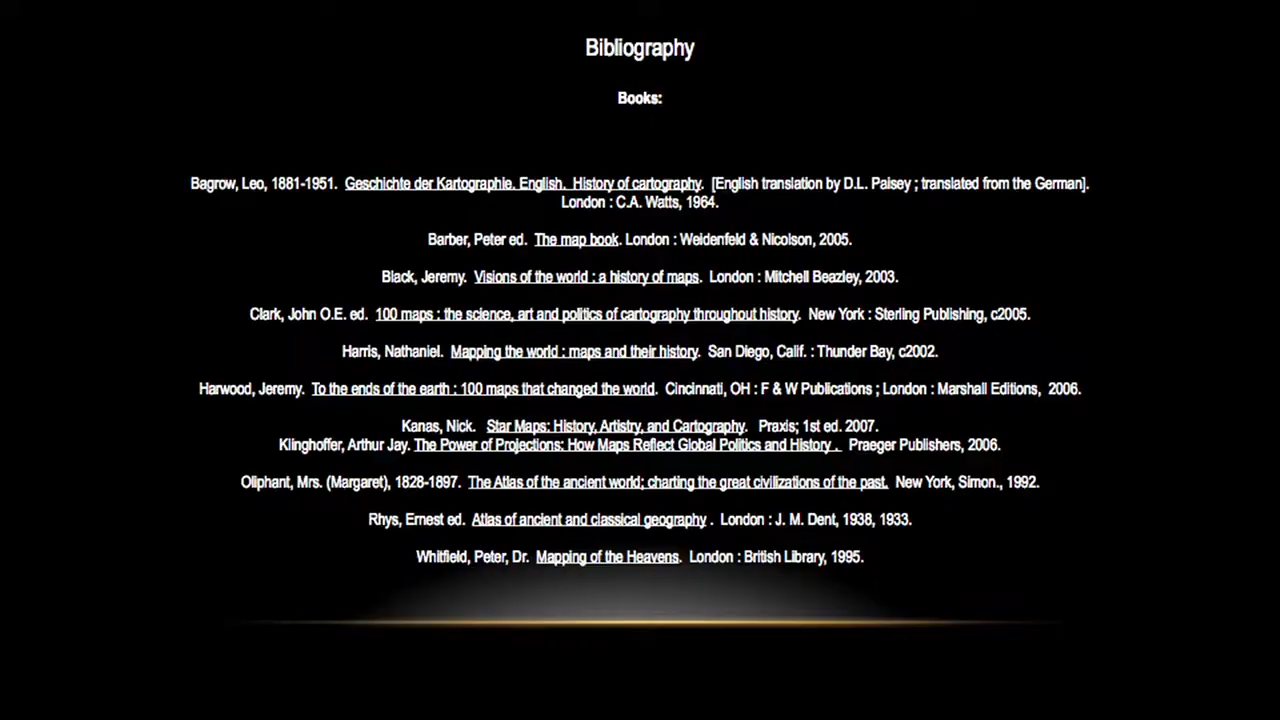 Bibliography
Books:
Bagrow, Leo, 1881-1951. Geschichte der Kartographie. English. History of cartography. [English translation by D.L. Paisey ; translated from the German].
London : C.A. Watts, 1964.
Barber, Peter ed. The map book. London : Weidenfeld & Nicolson, 2005.
Black, Jeremy. Visions of the world : a history of maps. London : Mitchell Beazley, 2003.
Clark, John O.E. ed. 100 maps : the science, art and politics of cartography throughout history. New York : Sterling Publishing, c2005.
Harris, Nathaniel. Mapping the world : maps and their history. San Diego, Calif. : Thunder Bay, c2002.
Harwood, Jeremy. To the ends of the earth : 100 maps that changed the world. Cincinnati, OH : F & W Publications ; London : Marshall Editions, 2006.
Kanas, Nick. Star Maps: History, Artistry, and Cartography. Praxis; 1st ed. 2007.
Klinghoffer, Arthur Jay. The Power of Projections: How Maps Reflect Global Politics and History . Praeger Publishers, 2006.
Oliphant, Mrs. (Margaret), 1828-1897. The Atlas of the ancient world; charting the great civilizations of the past. New York, Simon., 1992.
Rhys, Ernest ed. Atlas of ancient and classical geography . London : J. M. Dent, 1938, 1933.
Whitfield, Peter, Dr. Mapping of the Heavens. London : British Library, 1995.